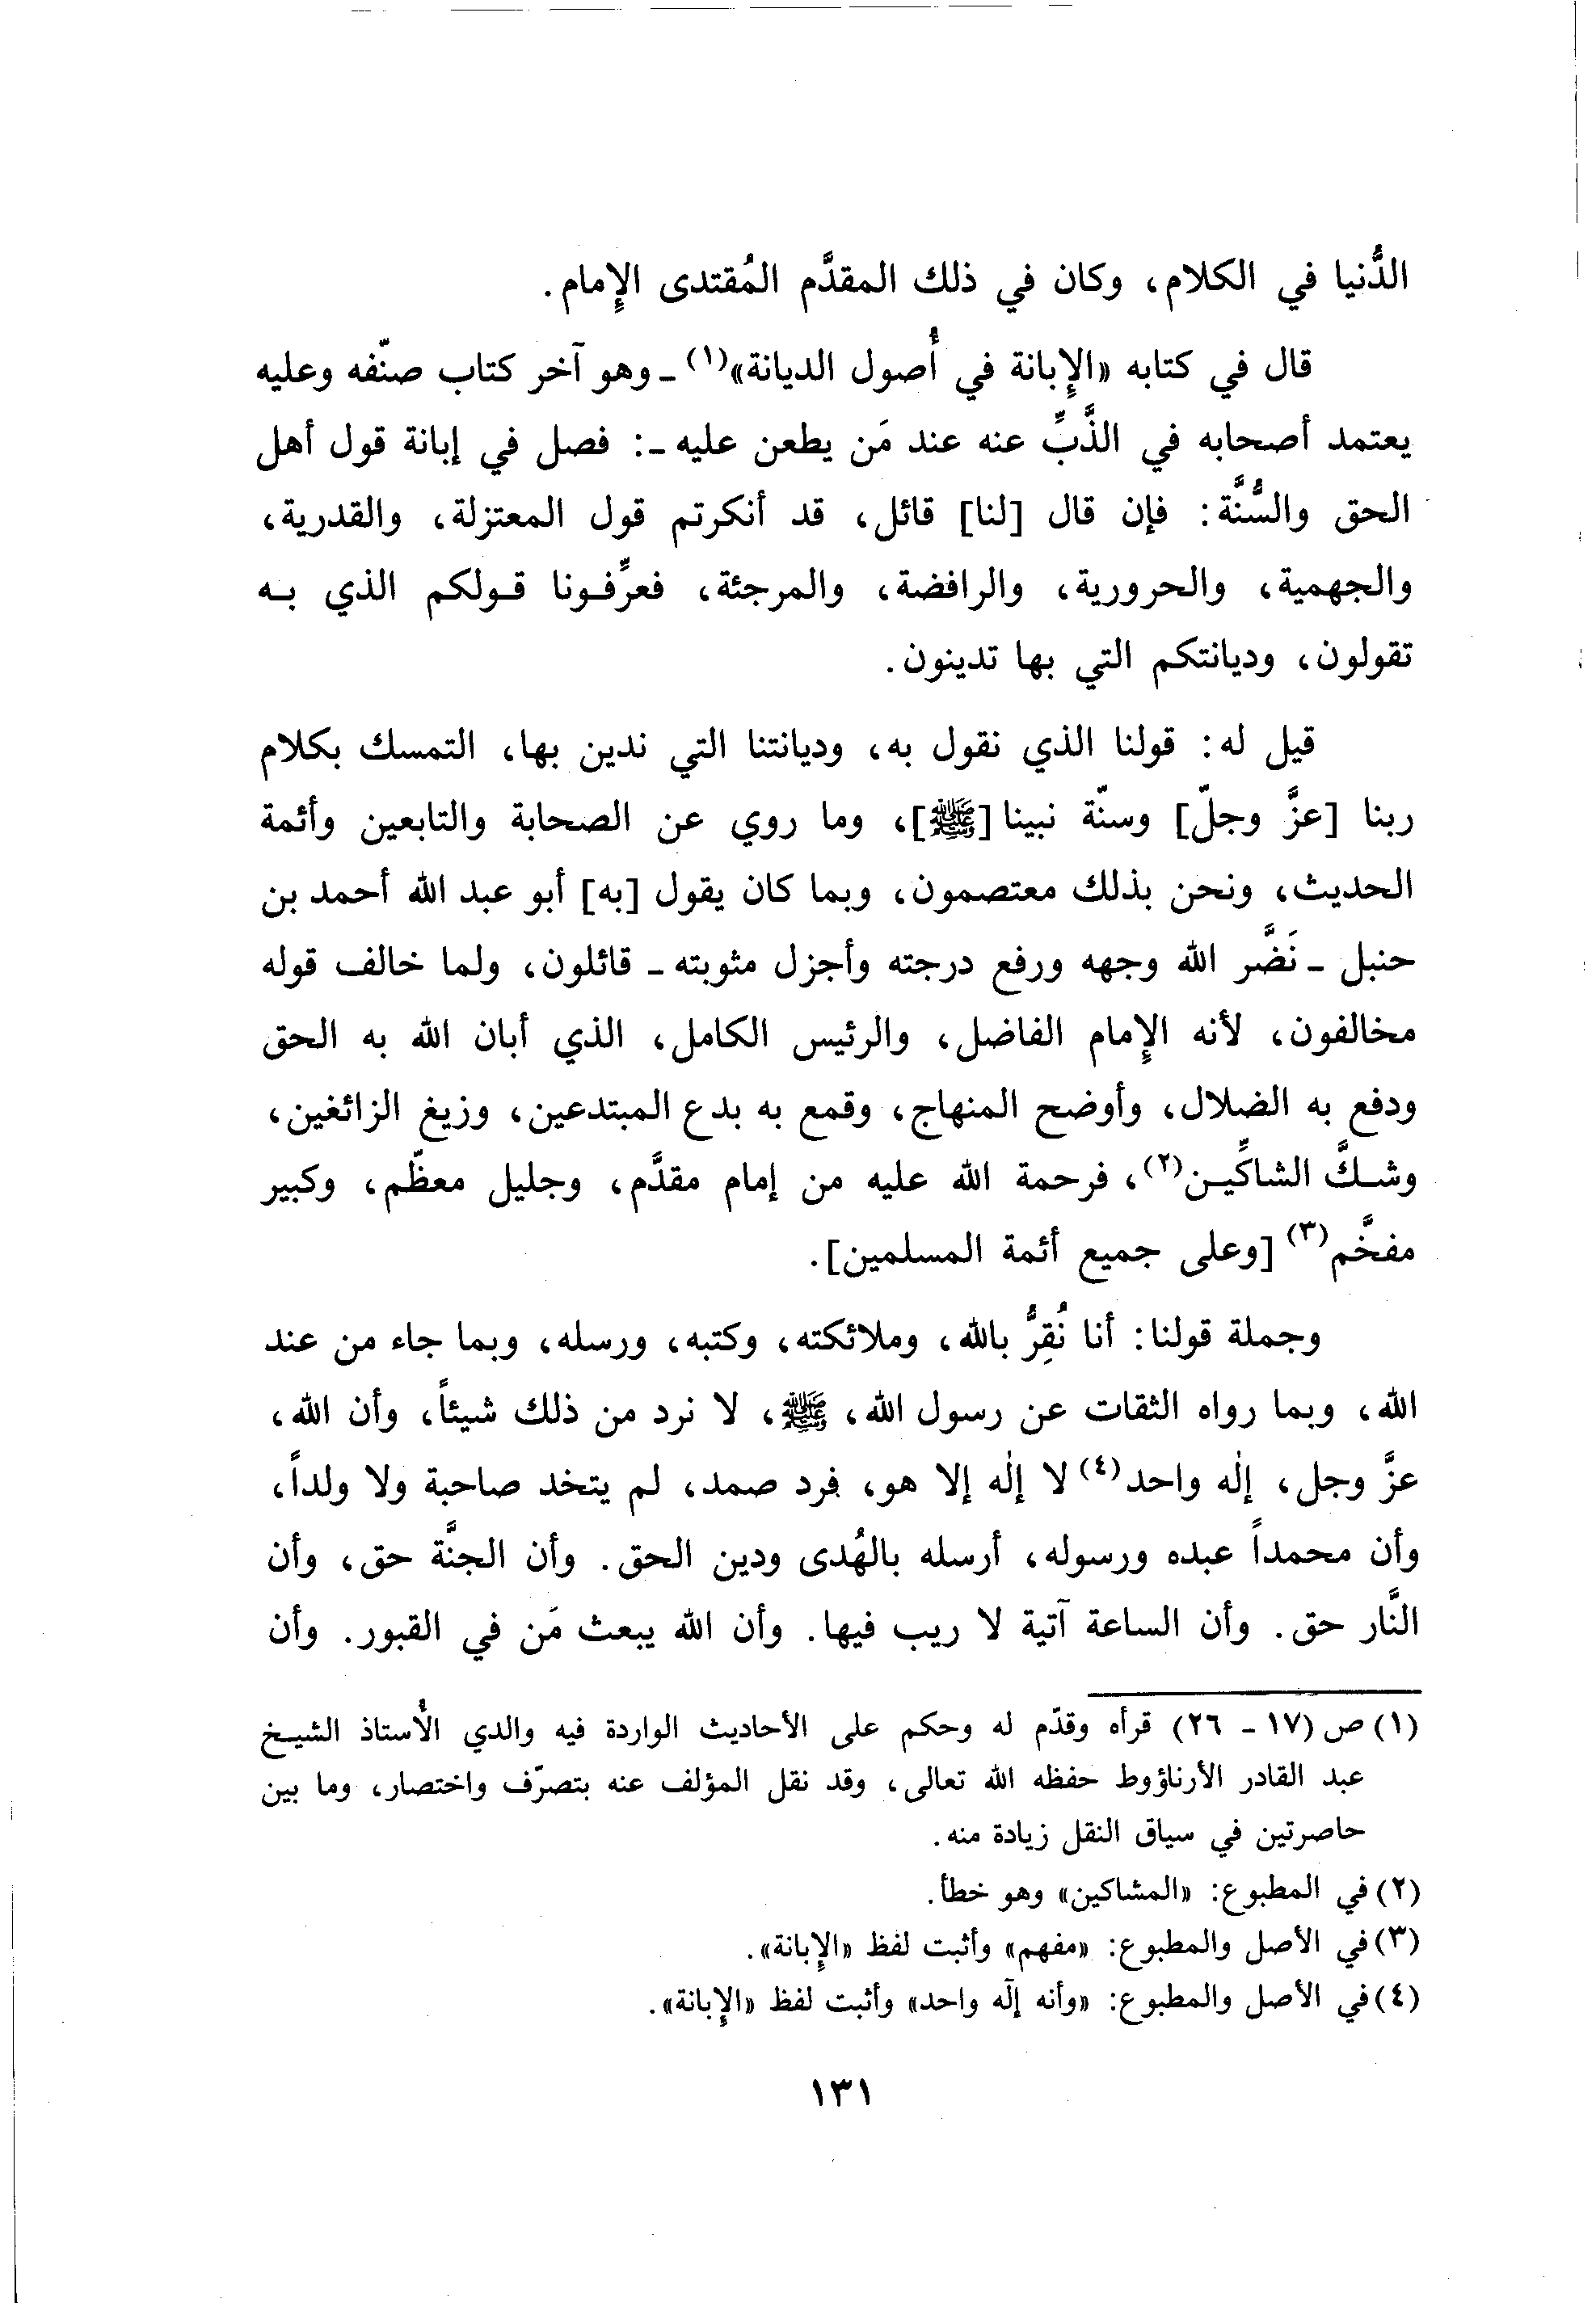 الدُّنيا في الكلام، وكان في ذلك المقدَّم المُقتدى الإِمام.
قال في كتابه «الإِبانة في أُصول الديانة»(١) ـ وهو آخر كتاب صنّفه وعليه
يعتمد أصحابه في الذَّبِّ عنه عند مَن يطعن عليه ـ: فصل في إبانة قول أهل
الحق والسُّنَّة: فإن قال [لنا] قائل، قد أنكرتم قول المعتزلة، والقدرية،
والجهمية، والحرورية، والرافضة، والمرجئة، فعرِّفونا قولكم الذي به
تقولون، وديانتكم التي بها تدينون.
قيل له: قولنا الذي نقول به، وديانتنا التي ندين بها، التمسك بكلام
ربنا [عزَّ وجلّ] وسنّة نبينا [ﷺ]، وما روي عن الصحابة والتابعين وأئمة
الحديث، ونحن بذلك معتصمون، وبما كان يقول [به] أبو عبد الله أحمد بن
حنبل ـ نَضَّر الله وجهه ورفع درجته وأجزل مثوبته ـ قائلون، ولما خالف قوله
مخالفون، لأنه الإِمام الفاضل، والرئيس الكامل، الذي أبان الله به الحق
ودفع به الضلال، وأوضح المنهاج، وقمع به بدع المبتدعين، وزيغ الزائغين،
وشكَّ الشاكِّين(٢)، فرحمة الله عليه من إمام مقدَّم، وجليل معظّم، وكبير
مفخَّم(٣) [وعلى جميع أئمة المسلمين].
وجملة قولنا: أنا نُقِرُّ بالله، وملائكته، وكتبه، ورسله، وبما جاء من عند
الله، وبما رواه الثقات عن رسول الله، ﷺ، لا نرد من ذلك شيئاً، وأن الله،
عزَّ وجل، إلٰه واحد(٤) لا إلٰه إلا هو، فرد صمد، لم يتخد صاحبة ولا ولداً،
وأن محمداً عبده ورسوله، أرسله بالهُدى ودين الحق. وأن الجنَّة حق، وأن
النَّار حق. وأن الساعة آتية لا ريب فيها. وأن الله يبعث مَن في القبور. وأن
(١) ص (١٧ ـ ٢٦) قرأه وقدّم له وحكم على الأحاديث الواردة فيه والدي الأُستاذ الشيخ
عبد القادر الأرناؤوط حفظه الله تعالى، وقد نقل المؤلف عنه بتصرّف واختصار، وما بين
حاصرتين في سياق النقل زيادة منه.
(٢) في المطبوع: «المشاكين» وهو خطأ.
(٣) في الأصل والمطبوع: «مفهم» وأثبت لفظ «الإِبانة».
(٤) في الأصل والمطبوع: «وأنه إلٓه واحد» وأثبت لفظ «الإِبانة».
١٣١